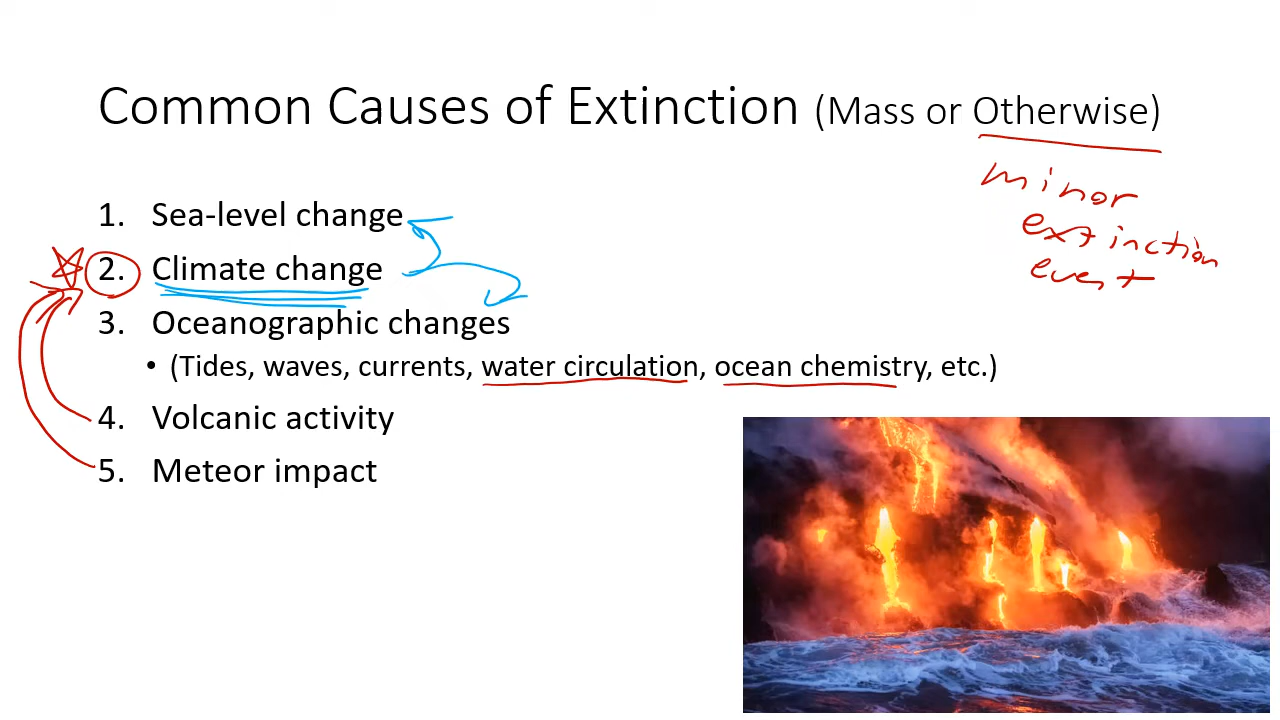 Common Causes of Extinction (Mass or Otherwise)
minor
extinction
event
1. Sea-level change
2. Climate change
3. Oceanographic changes
• (Tides, waves, currents, water circulation, ocean chemistry, etc.)
4. Volcanic activity
5. Meteor impact